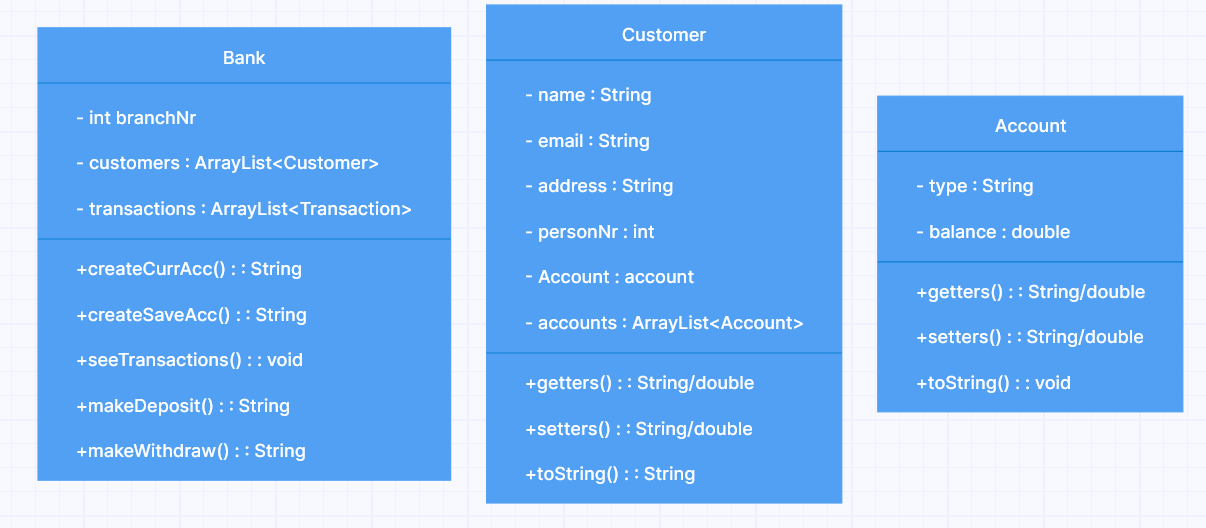 Bank
- int branchNr
- customers : ArrayList<Customer>
- transactions : ArrayList<Transaction>
+createCurrAcc() : : String
+createSaveAcc() : : String
+seeTransactions() : : void
+makeDeposit() : : String
+makeWithdraw() : : String
Customer
- name : String
- email : String
- address : String
- personNr : int
- Account : account
- accounts : ArrayList<Account>
+getters() : : String/double
+setters() : : String/double
+toString() : : String
Account
- type : String
- balance : double
+getters() : : String/double
+setters() : : String/double
+toString() : : void